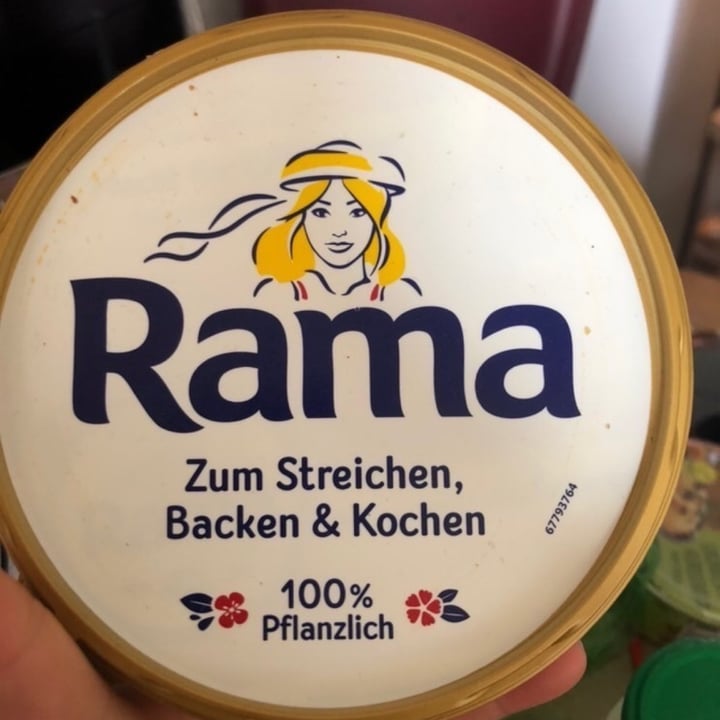 Rama
Zum Streichen,
Backen & Kochen
67793764
100%
Pflanzlich